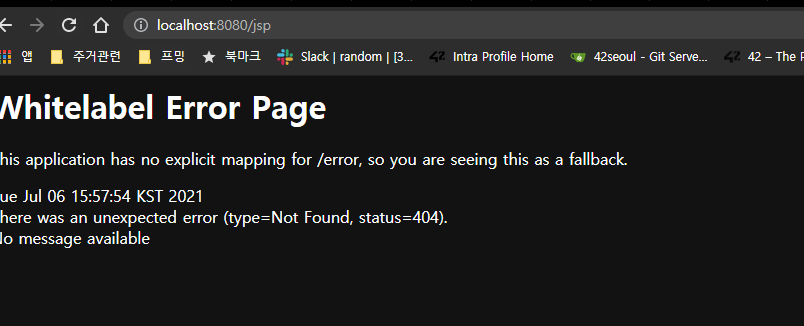 localhost:8080/jsp
앱 주거관련 프밍 북마크 Slack | random | [3... Intra Profile Home 42seoul - Git Serve... 42 – The P
Whitelabel Error Page
his application has no explicit mapping for /error, so you are seeing this as a fallback.
ue Jul 06 15:57:54 KST 2021
here was an unexpected error (type=Not Found, status=404).
No message available